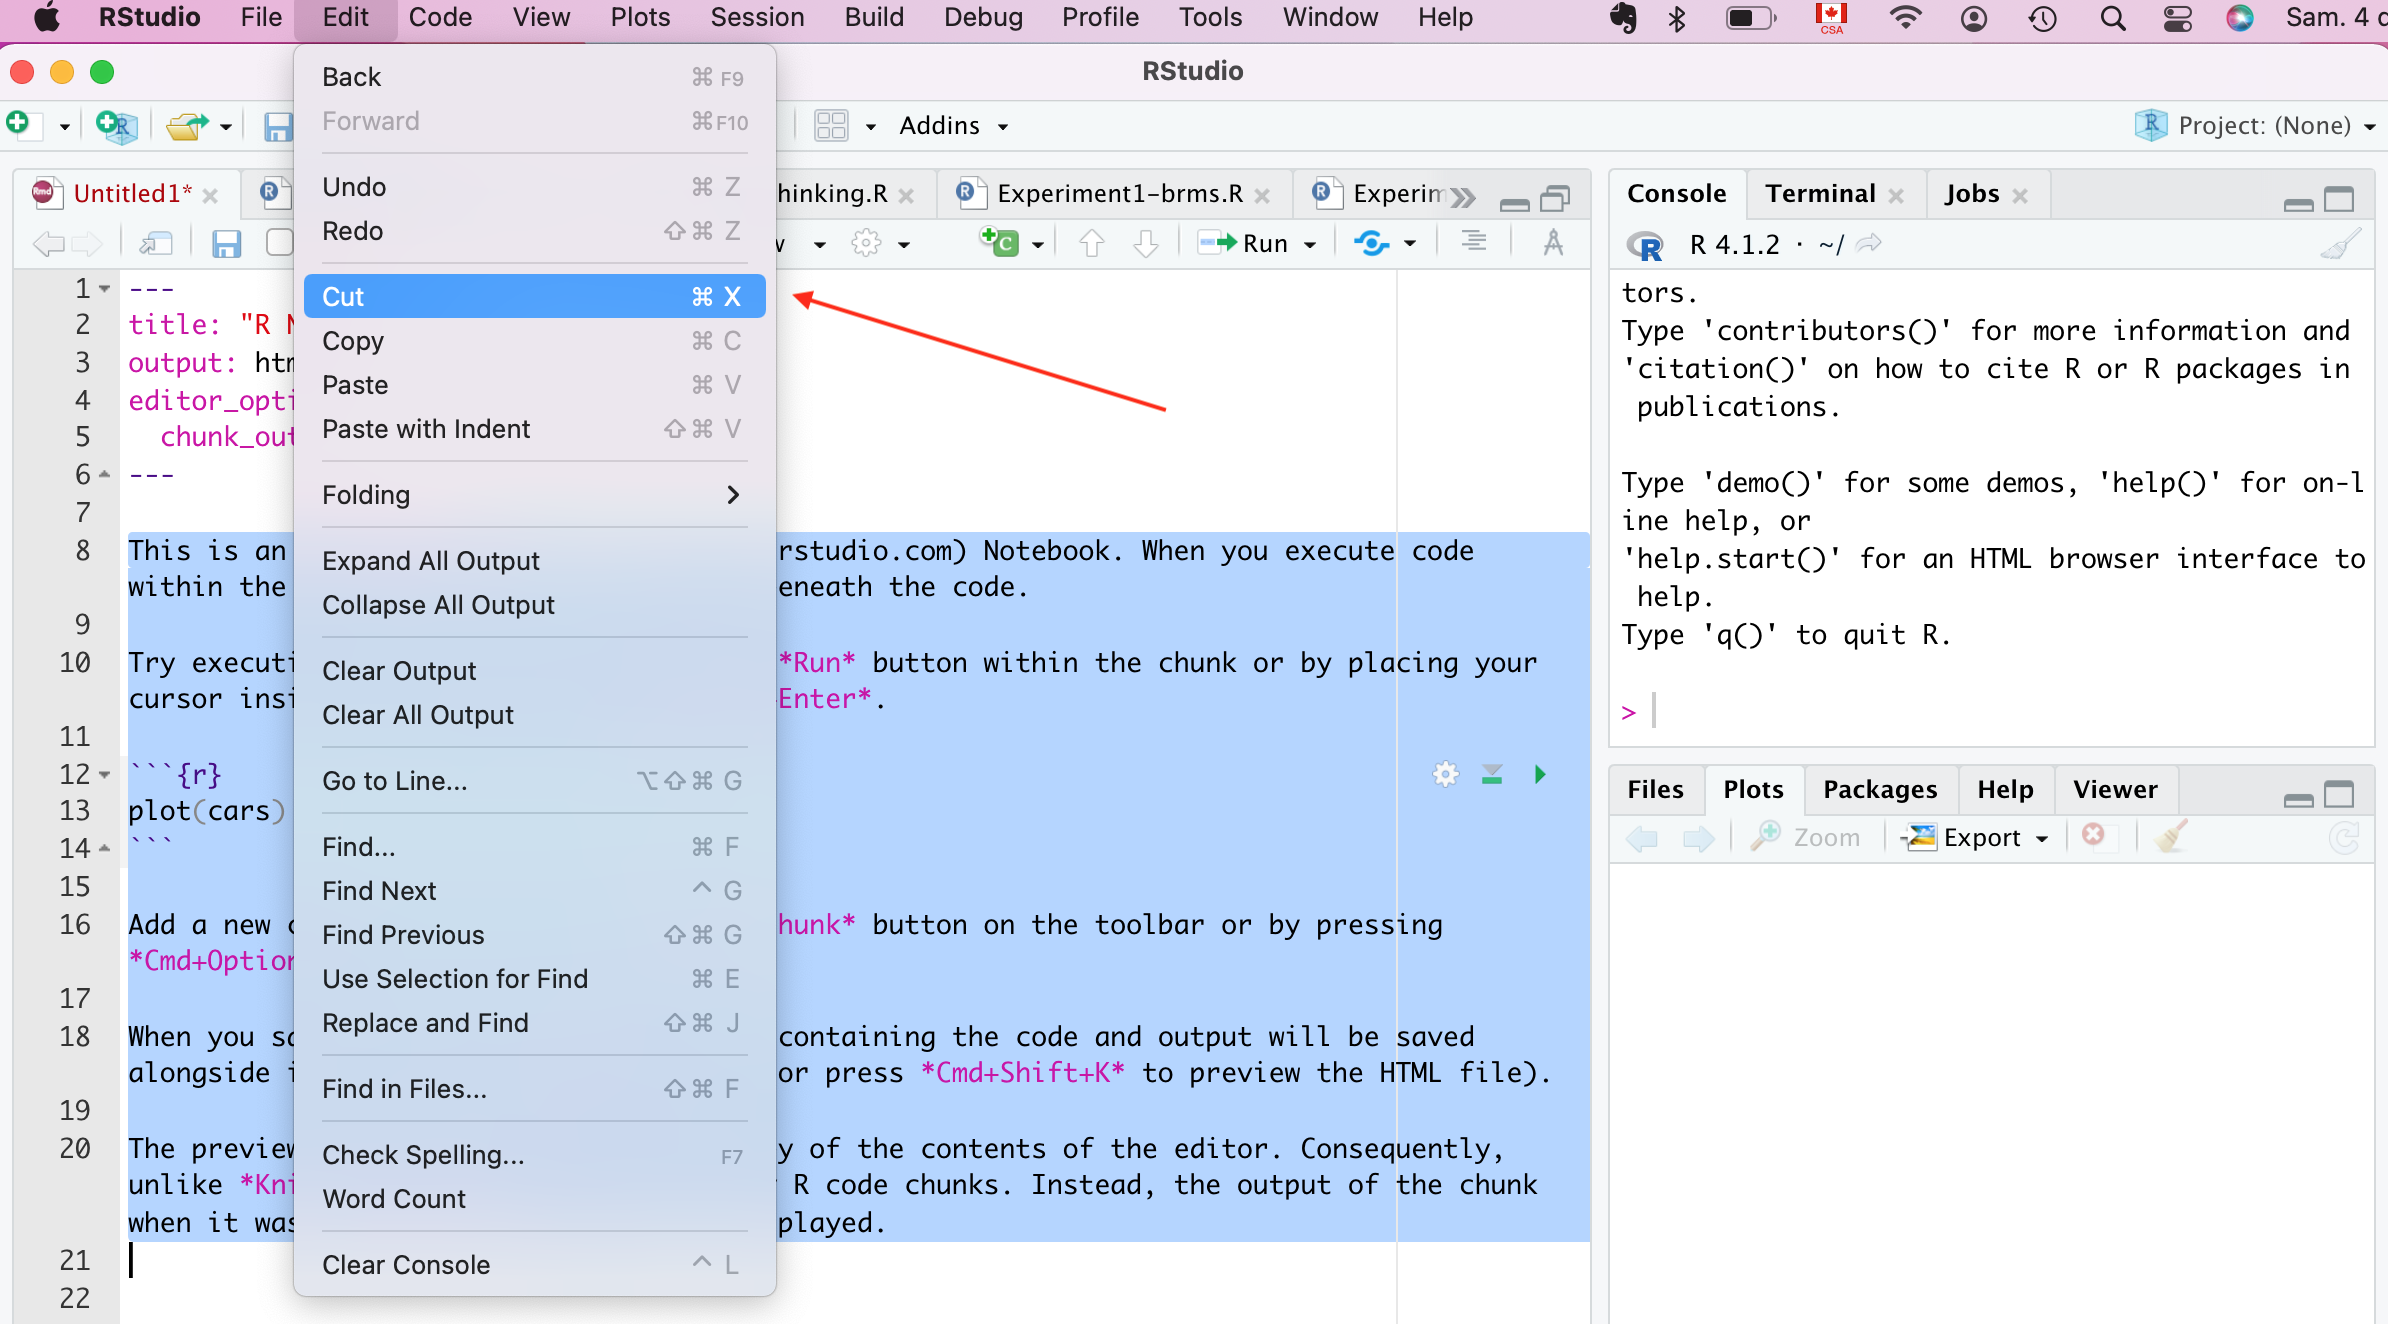 RStudio File Edit Code View Plots Session Build Debug Profile Tools Window Help CSA Sam. 4 d
RStudio
Addins Project: (None)
Untitled1* hinking.R Experiment1-brms.R Experim
Run
Back ⌘ F9
Forward ⌘F10
Undo ⌘ Z
Redo ⇧⌘ Z
Cut ⌘ X
Copy ⌘ C
Paste ⌘ V
Paste with Indent ⇧⌘ V
Folding
Expand All Output
Collapse All Output
Clear Output
Clear All Output
Go to Line... ⌥⇧⌘ G
Find... ⌘ F
Find Next ^ G
Find Previous ⇧⌘ G
Use Selection for Find ⌘ E
Replace and Find ⇧⌘ J
Find in Files... ⇧⌘ F
Check Spelling... F7
Word Count
Clear Console ^ L
1 ---
2 title: "R
3 output:
4
5
6 ---
7
8 This is an rstudio.com) Notebook. When you execute code
within the eneath the code.
9
10 Try *Run* button within the chunk or by placing your
cursor Enter*.
11
12 ```{r}
13 plot(cars)
14 ```
15
16 Add a new hunk* button on the toolbar or by pressing
17
18 When you containing the code and output will be saved
alongside or press *Cmd+Shift+K* to preview the HTML file).
19
20 The y of the contents of the editor. Consequently,
unlike R code chunks. Instead, the output of the chunk
when it played.
21
22
Console Terminal Jobs
R 4.1.2 · ~/
tors.
Type 'contributors()' for more information and
'citation()' on how to cite R or R packages in
publications.
Type 'demo()' for some demos, 'help()' for on-l
ine help, or
'help.start()' for an HTML browser interface to
help.
Type 'q()' to quit R.
>
Files Plots Packages Help Viewer
Zoom Export